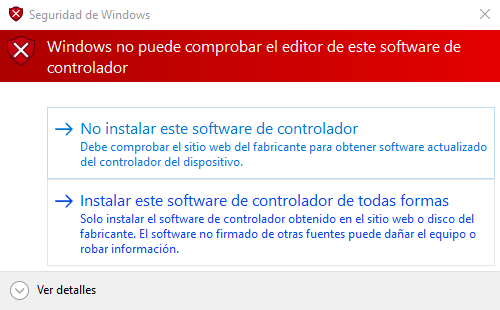 Seguridad de Windows
Windows no puede comprobar el editor de este software de
controlador
No instalar este software de controlador
Debe comprobar el sitio web del fabricante para obtener software actualizado
del controlador del dispositivo.
Instalar este software de controlador de todas formas
Solo instalar el software de controlador obtenido en el sitio web o disco del
fabricante. El software no firmado de otras fuentes puede dañar el equipo o
robar información.
Ver detalles